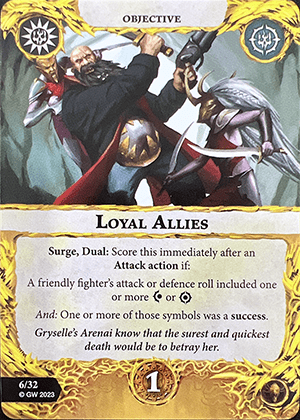 OBJECTIVE
LOYAL ALLIES
Surge, Dual: Score this immediately after an
Attack action if:
A friendly fighter's attack or defence roll included one
or more or
And: One or more of those symbols was a success.
Gryselle's Arenai know that the surest and quickest
death would be to betray her.
6/32
© GW 2023
1